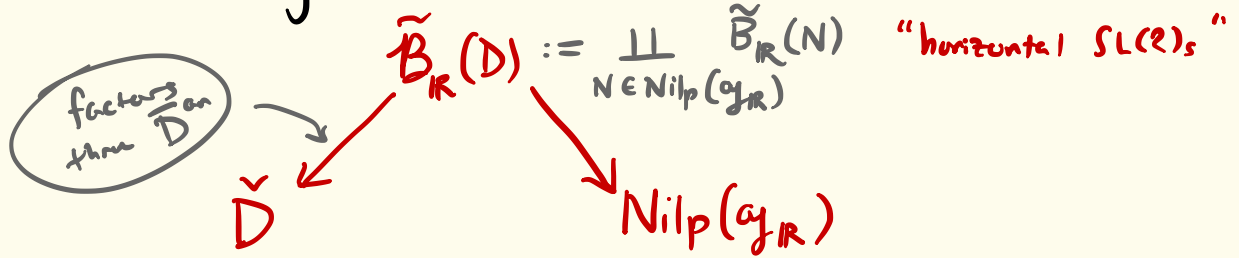 B̃_ℝ(D) := ∐ B̃_ℝ(N) "horizontal SL(2)s"
N ∈ Nilp(𝔤_ℝ)
factors
thru D̄ on
Ď Nilp(𝔤_ℝ)